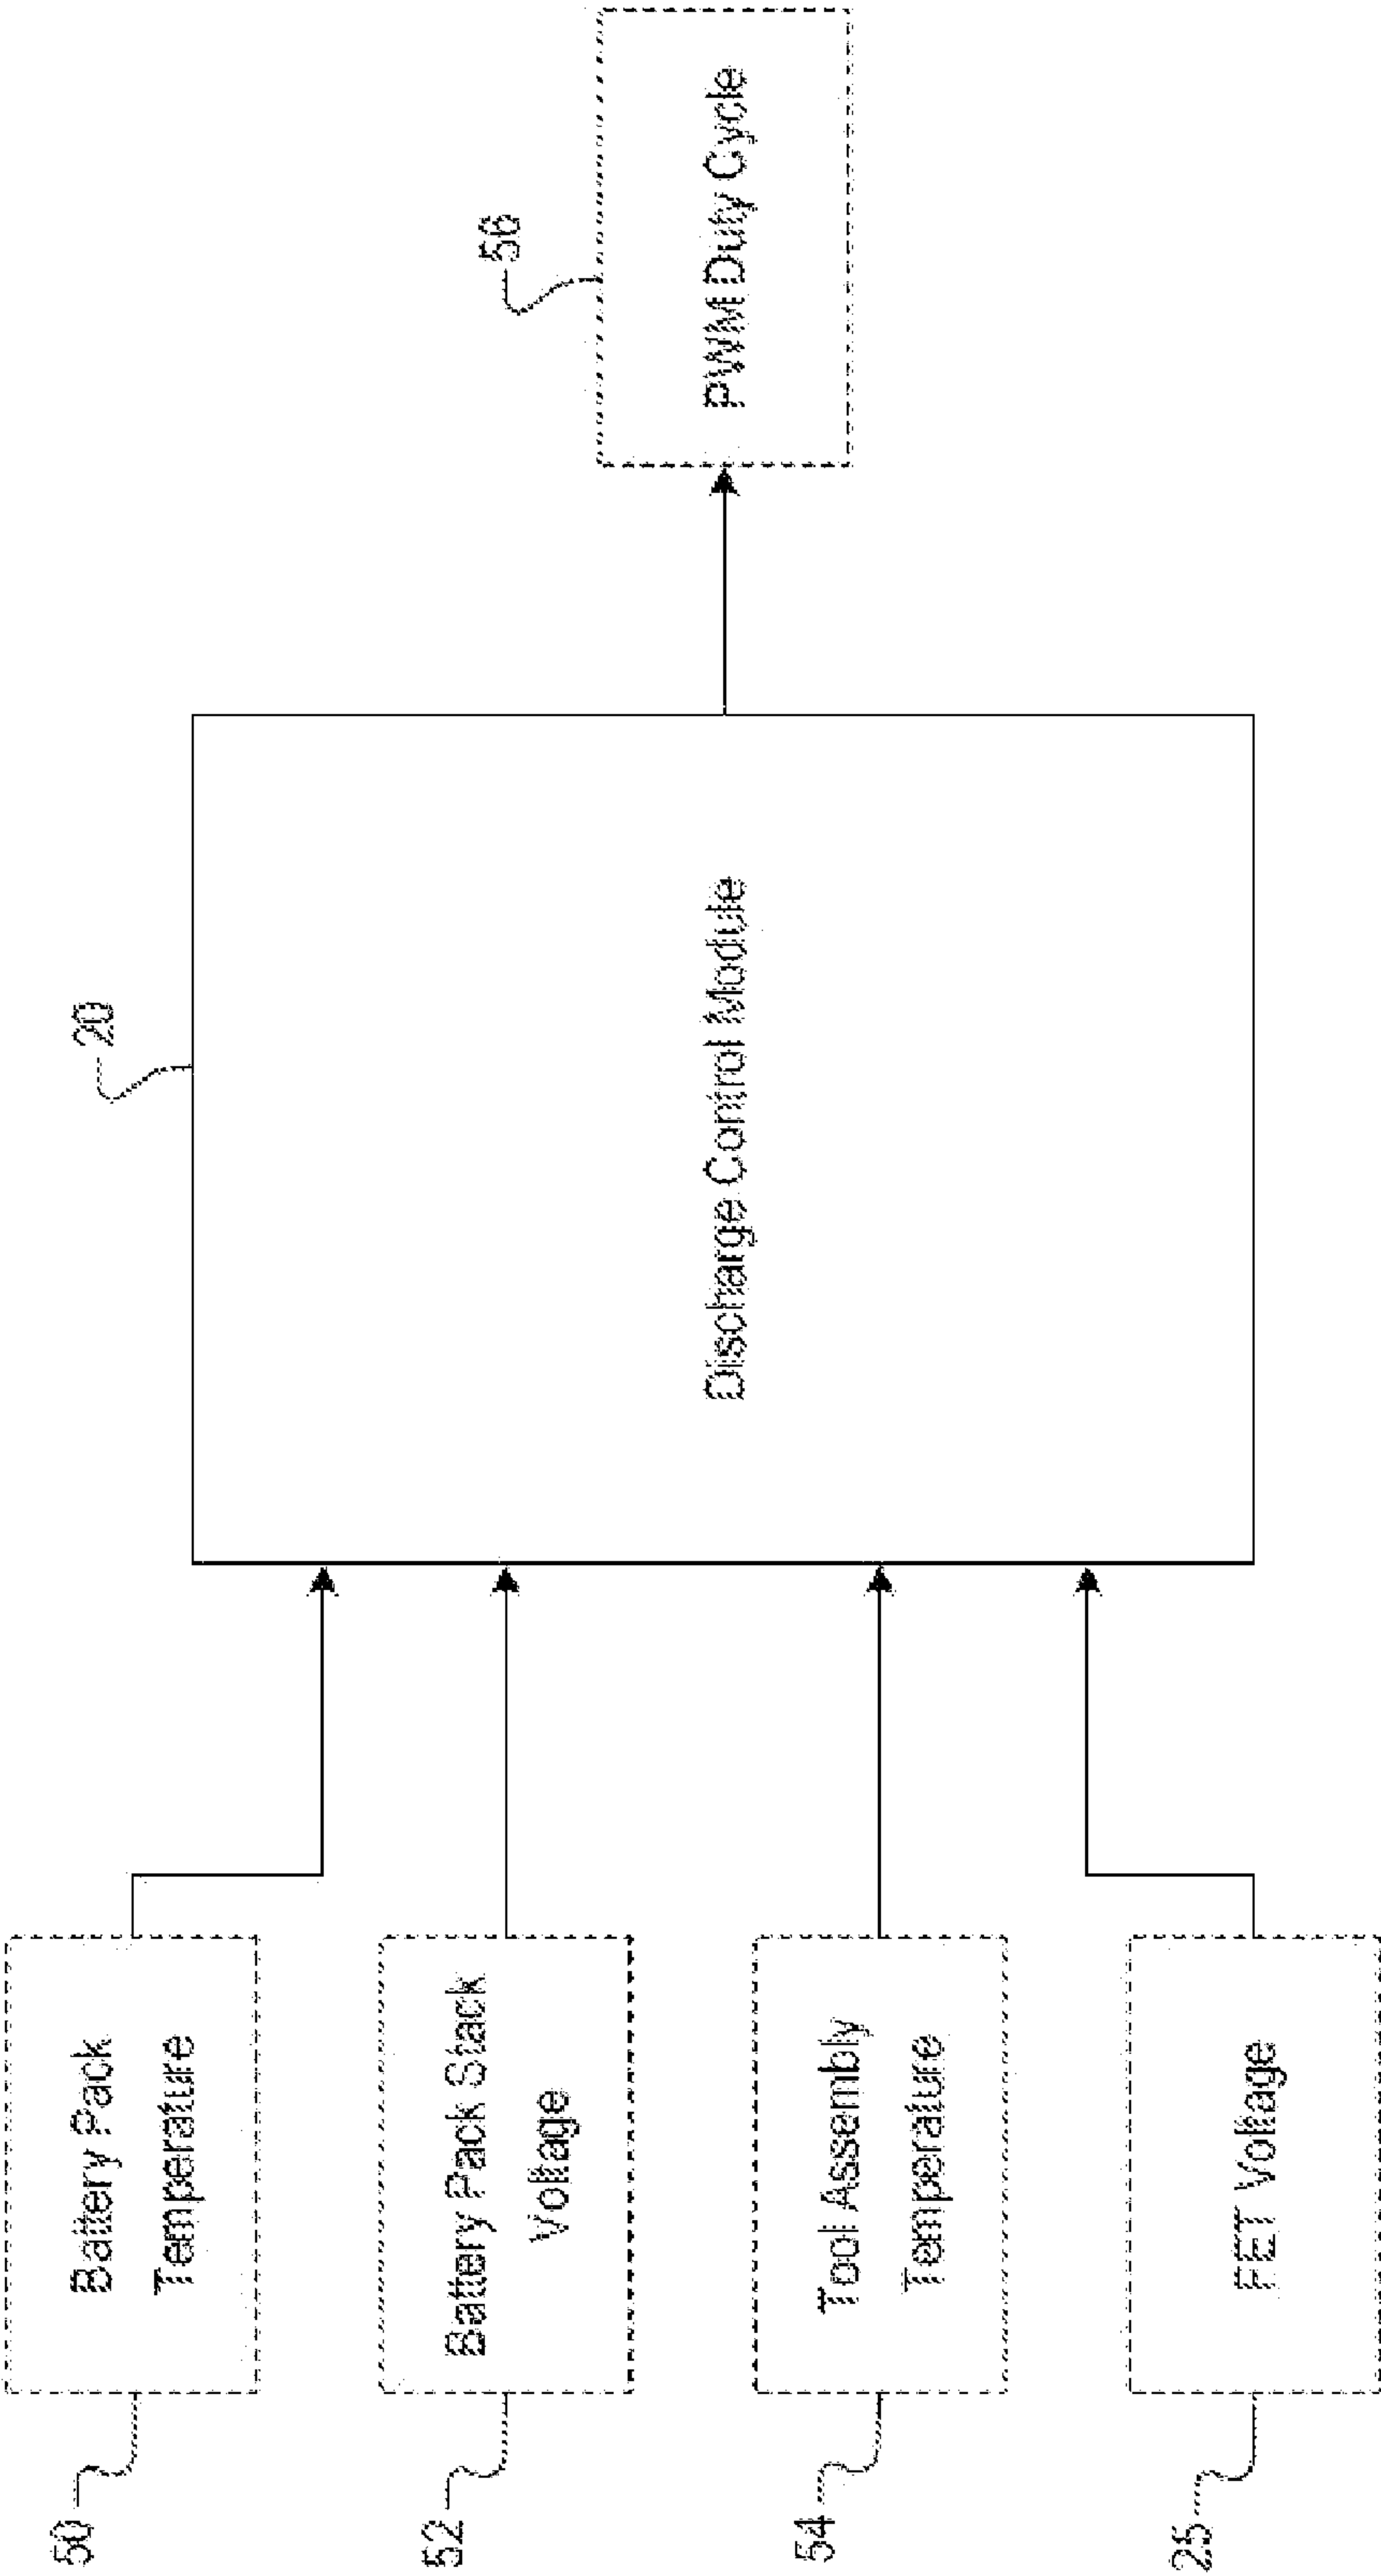 50
Battery Pack
Temperature
52
Battery Pack Stack
Voltage
54
Tool Assembly
Temperature
25
FET Voltage
20
Discharge Control Module
56
PWM Duty Cycle